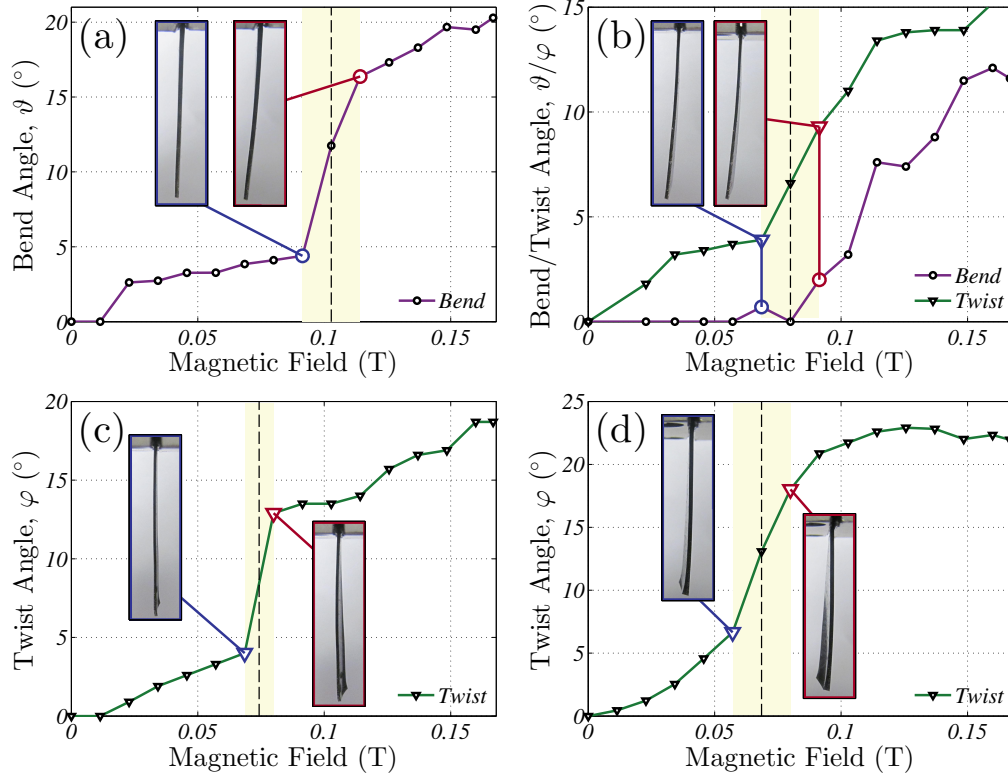 (a)
20
15
10
5
0
Bend Angle, ϑ (°)
0
0.05
0.1
0.15
Magnetic Field (T)
Bend
(b)
15
10
5
0
Bend/Twist Angle, ϑ/φ
0
0.05
0.1
0.15
Magnetic Field (T)
Bend
Twist
(c)
20
15
10
5
0
Twist Angle, φ (°)
0
0.05
0.1
0.15
Magnetic Field (T)
Twist
(d)
25
20
15
10
5
0
Twist Angle, φ (°)
0
0.05
0.1
0.15
Magnetic Field (T)
Twist